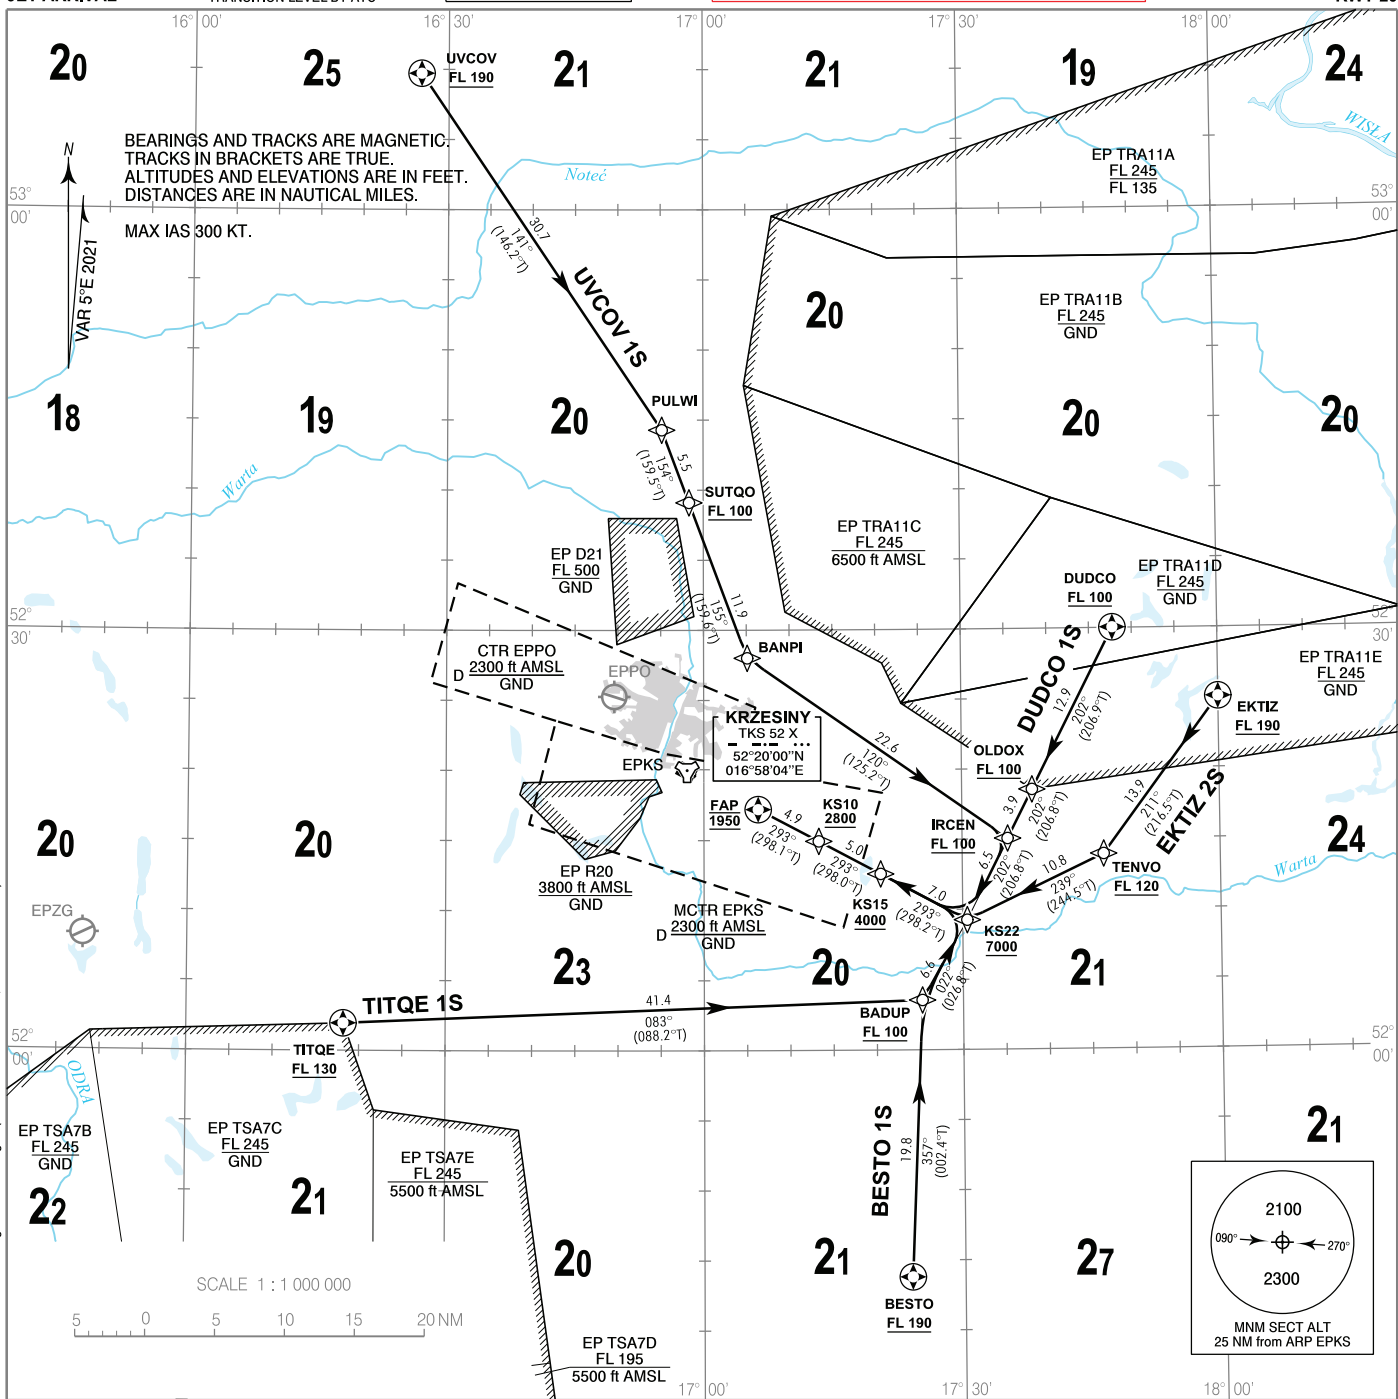 16° 00'
16° 30'
17° 00'
17° 30'
18° 00'
20
25
21
21
19
24
UVCOV
FL 190
BEARINGS AND TRACKS ARE MAGNETIC.
TRACKS IN BRACKETS ARE TRUE.
ALTITUDES AND ELEVATIONS ARE IN FEET.
DISTANCES ARE IN NAUTICAL MILES.
MAX IAS 300 KT.
N
VAR 5°E 2021
WISŁA
Noteć
EP TRA11A
FL 245
FL 135
53°
00'
53°
00'
30.7
141°
(146.2°T)
UVCOV 1S
20
EP TRA11B
FL 245
GND
18
19
20
20
20
PULWI
5.5
154°
(159.5°T)
Warta
SUTQO
FL 100
EP D21
FL 500
GND
EP TRA11C
FL 245
6500 ft AMSL
EP TRA11D
FL 245
GND
DUDCO
FL 100
52°
30'
52°
30'
11.9
155°
(159.6°T)
BANPI
CTR EPPO
D 2300 ft AMSL
GND
EPPO
DUDCO 1S
12.9
202°
(206.9°T)
EP TRA11E
FL 245
GND
EKTIZ
FL 190
KRZESINY
TKS 52 X
52°20'00''N
016°58'04''E
EPKS
22.6
120°
(125.2°T)
OLDOX
FL 100
3.9
202°
(206.8°T)
13.9
211°
(216.5°T)
EKTIZ 2S
FAP
1950
4.9
293°
(298.1°T)
KS10
2800
5.0
293°
(298.0°T)
IRCEN
FL 100
6.5
202°
(206.8°T)
20
20
24
EP R20
3800 ft AMSL
GND
KS15
4000
7.0
293°
(298.2°T)
10.8
239°
(244.5°T)
TENVO
FL 120
Warta
EPZG
MCTR EPKS
D 2300 ft AMSL
GND
KS22
7000
23
20
21
6.6
022°
(026.8°T)
TITQE 1S
41.4
083°
(088.2°T)
BADUP
FL 100
52°
00'
52°
00'
TITQE
FL 130
ODRA
EP TSA7B
FL 245
GND
EP TSA7C
FL 245
GND
EP TSA7E
FL 245
5500 ft AMSL
BESTO 1S
19.8
357°
(002.4°T)
21
22
21
20
21
27
2100
090°
270°
2300
MNM SECT ALT
25 NM from ARP EPKS
SCALE 1 : 1 000 000
5 0 5 10 15 20 NM
BESTO
FL 190
EP TSA7D
FL 195
5500 ft AMSL
17° 00'
17° 30'
18° 00'